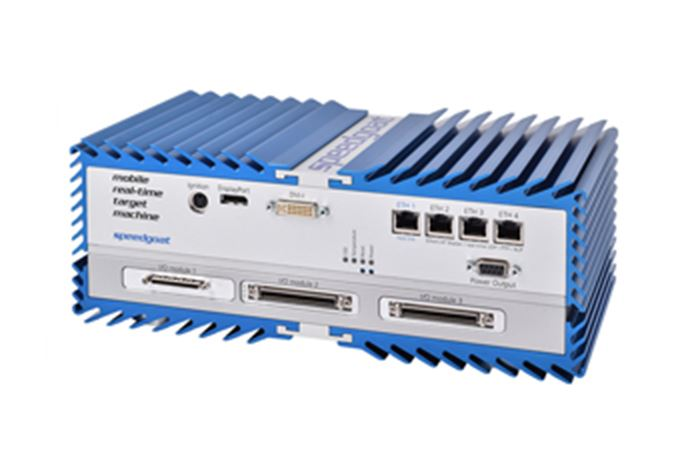 speedgoat
mobile
real-time
target
machine
speedgoat
Ignition
DisplayPort
DVI-I
ETH 1
ETH 2
ETH 3
ETH 4
Power Output
I/O module 1
I/O module 2
I/O module 3